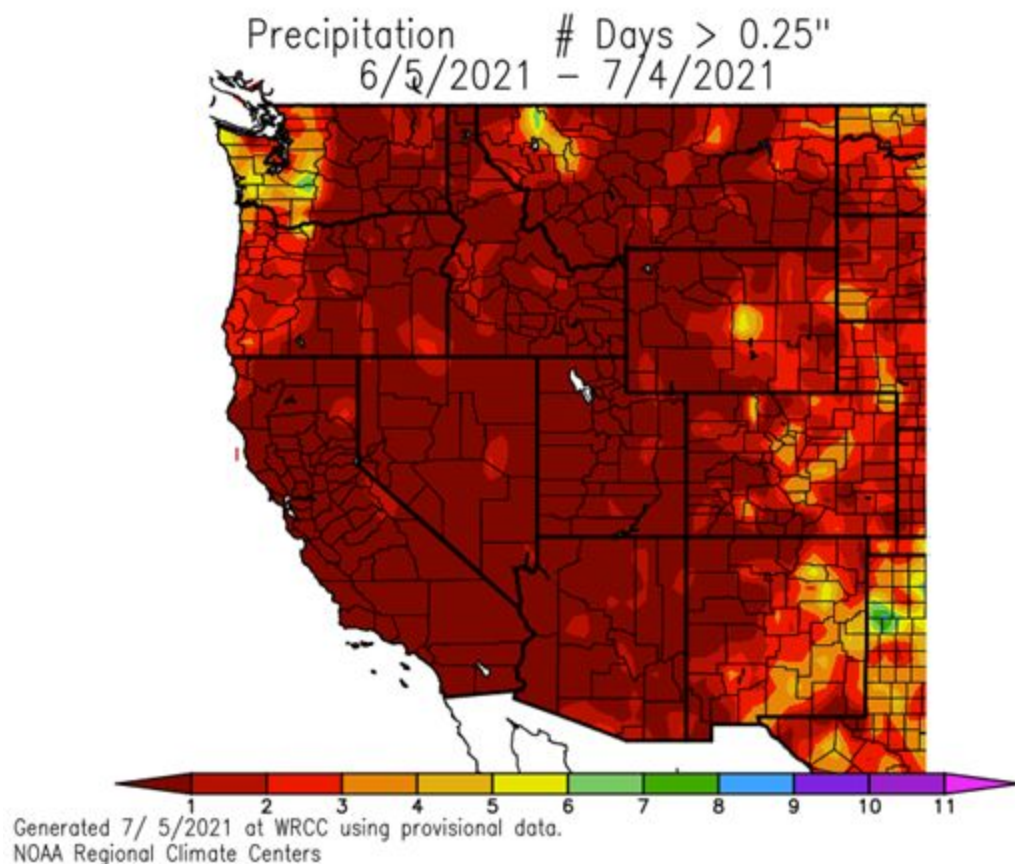 Precipitation # Days > 0.25"
6/5/2021 - 7/4/2021
1 2 3 4 5 6 7 8 9 10 11
Generated 7/ 5/2021 at WRCC using provisional data.
NOAA Regional Climate Centers